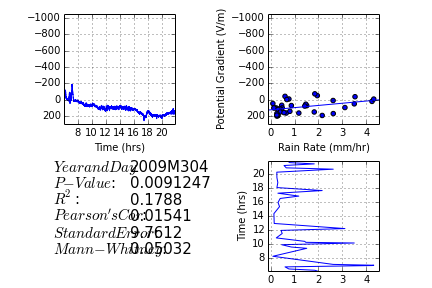 −1000
−800
−600
−400
−200
0
200
8 10 12 14 16 18 20
Time (hrs)
Potential Gradient (V/m)
−1000
−800
−600
−400
−200
0
200
0 1 2 3 4
Rain Rate (mm/hr)
YearandDay 2009M304
P−Value: 0.0091247
R² : 0.1788
Pearson'sCor 0.01541
StandardError: 9.7612
Mann−Whitney: 0.05032
Time (hrs)
20
18
16
14
12
10
8
0 1 2 3 4